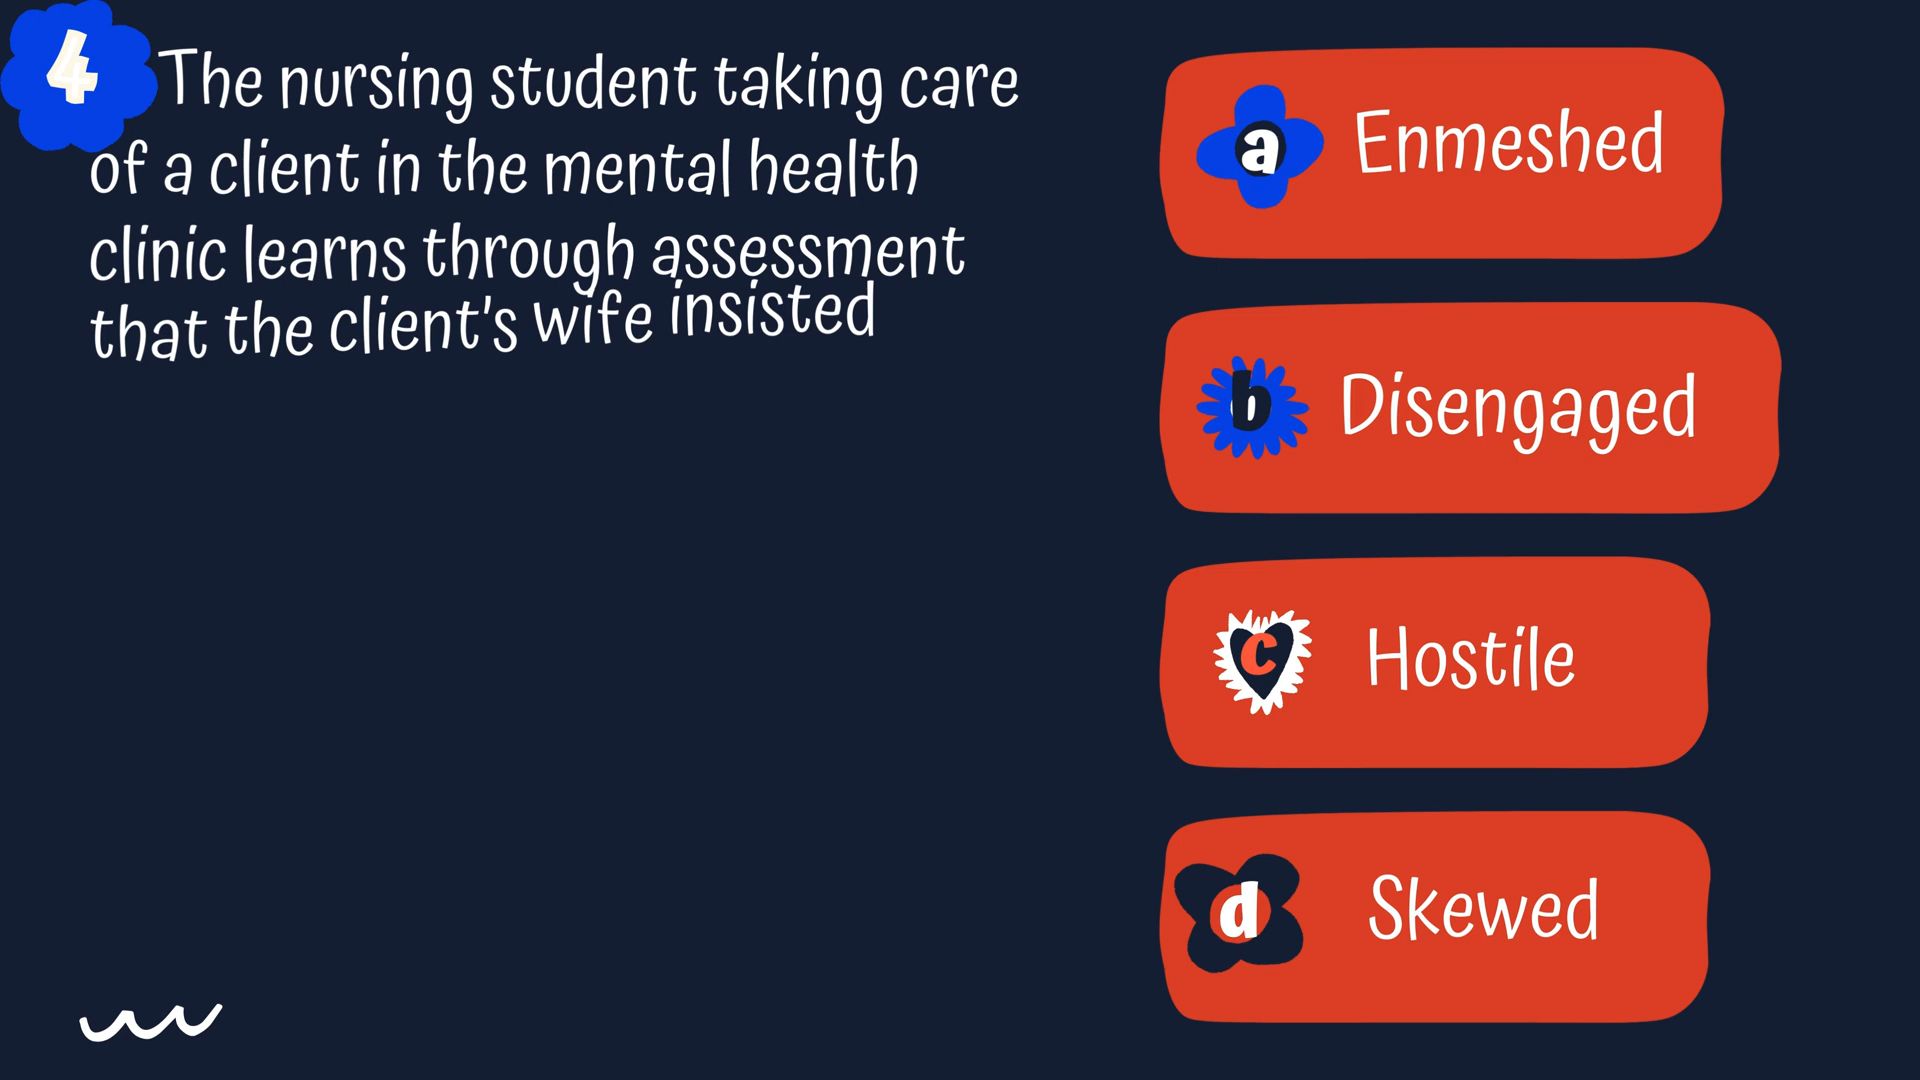 4 The nursing student taking care
of a client in the mental health
clinic learns through assessment
that the client's wife insisted
a Enmeshed
b Disengaged
c Hostile
d Skewed